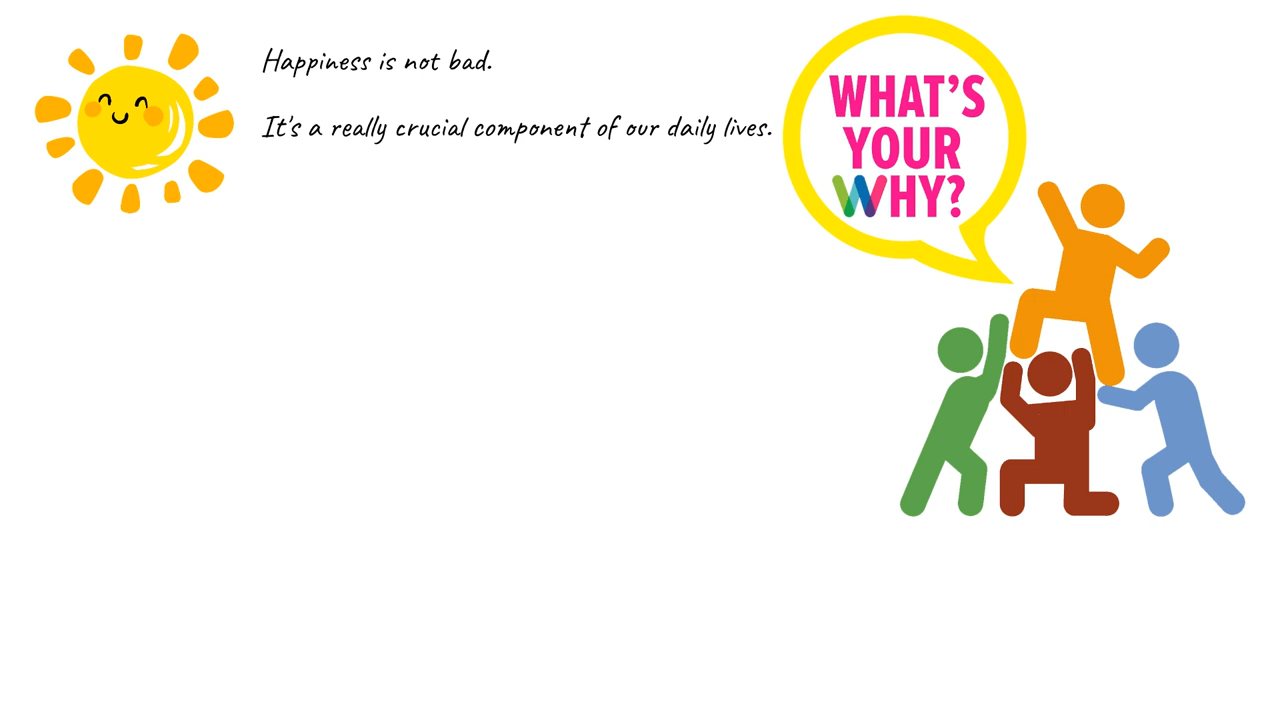 Happiness is not bad.
It's a really crucial component of our daily lives.
WHAT'S
YOUR
WHY?